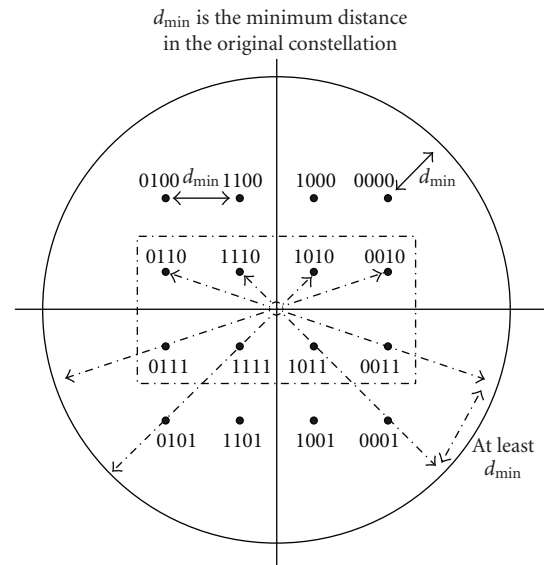 d_min is the minimum distance
in the original constellation
0100 d_min 1100 1000 0000
d_min
0110 1110 1010 0010
0111 1111 1011 0011
0101 1101 1001 0001
At least
d_min